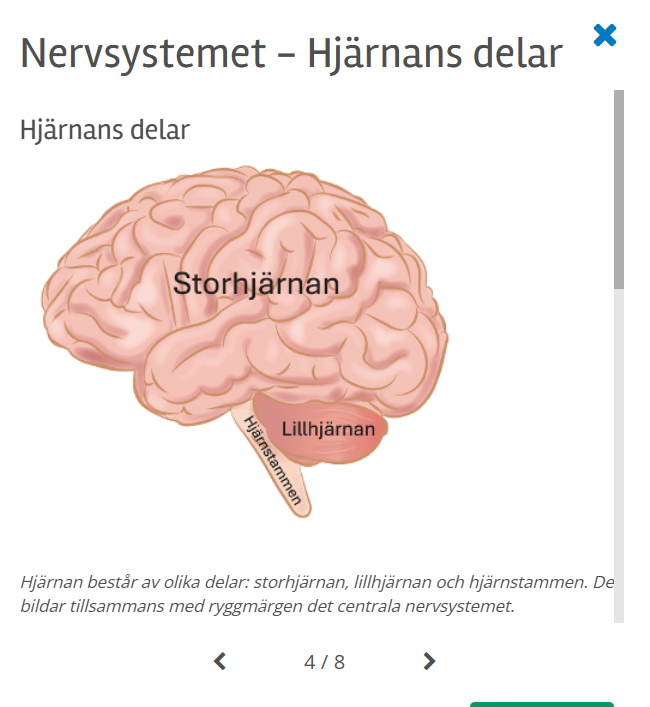 Nervsystemet – Hjärnans delar
Hjärnans delar
Storhjärnan
Lillhjärnan
Hjärnstammen
Hjärnan består av olika delar: storhjärnan, lillhjärnan och hjärnstammen. De
bildar tillsammans med ryggmärgen det centrala nervsystemet.
4 / 8